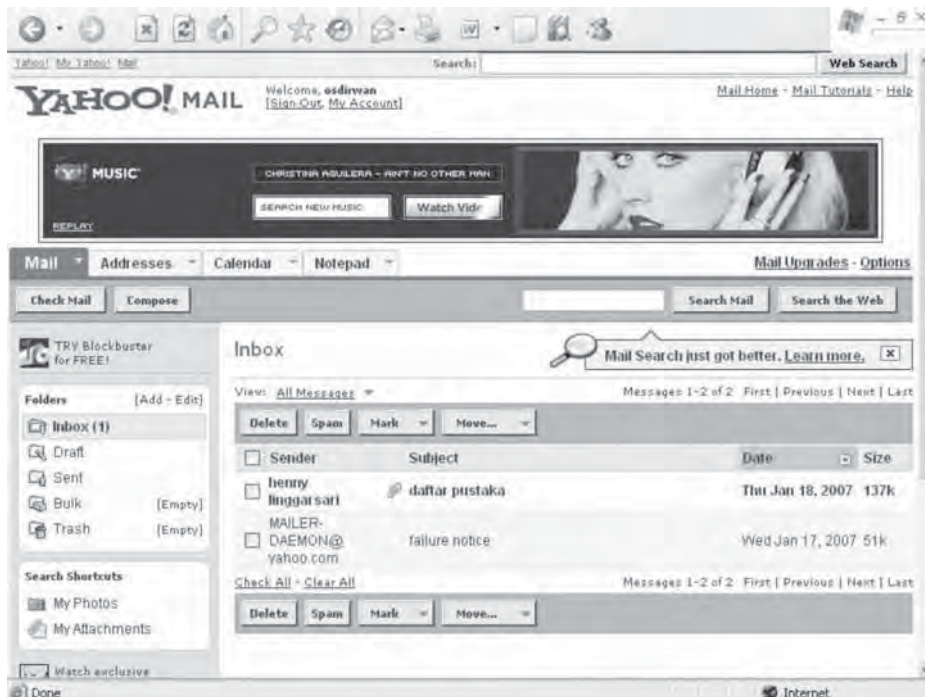 Yahoo! My Yahoo! Mail Search: Web Search
YAHOO! MAIL Welcome, osdirwan
[Sign Out, My Account] Mail Home - Mail Tutorials - Help
Y! MUSIC CHRISTINA AGUILERA - AIN'T NO OTHER MAN
SEARCH NEW MUSIC Watch Vide
REPLAY
Mail Addresses Calendar Notepad Mail Upgrades - Options
Check Mail Compose Search Mail Search the Web
TRY Blockbuster
for FREE!
Inbox
Mail Search just got better. Learn more.
View: All Messages Messages 1-2 of 2 First | Previous | Next | Last
Folders [Add - Edit]
Inbox (1)
Draft
Sent
Bulk [Empty]
Trash [Empty]
Delete Spam Mark Move...
Sender Subject Date Size
henny
linggarsari daftar pustaka Thu Jan 18, 2007 137k
MAILER-
DAEMON@
yahoo.com failure notice Wed Jan 17, 2007 51k
Check All - Clear All Messages 1-2 of 2 First | Previous | Next | Last
Delete Spam Mark Move...
Search Shortcuts
My Photos
My Attachments
Watch exclusive
Done Internet